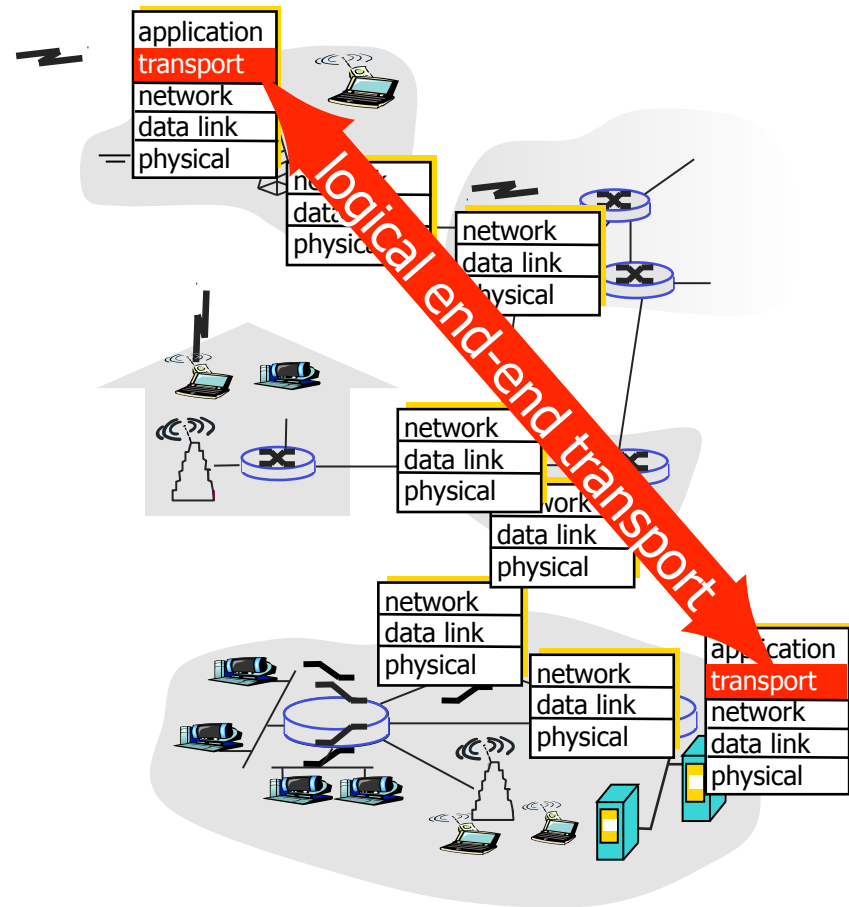 application
transport
network
data link
physical
network
data
physical
network
data link
physical
logical end-end transport
network
data link
physical
network
data link
physical
network
data link
physical
network
data link
physical
application
transport
network
data link
physical